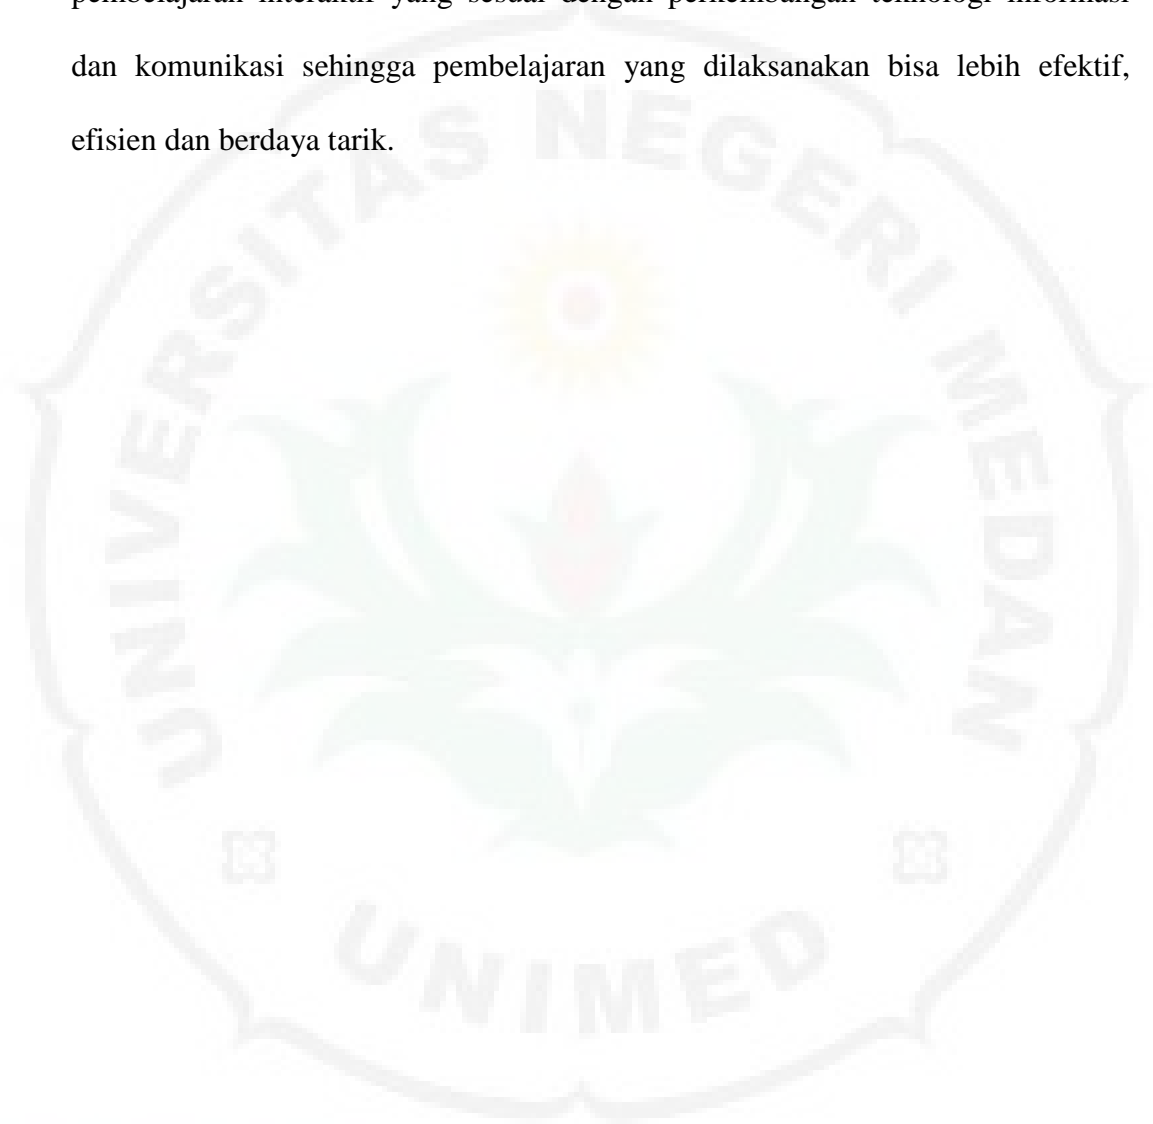 pembelajaran interaktif yang sesuai dengan perkembangan teknologi informasi
dan komunikasi sehingga pembelajaran yang dilaksanakan bisa lebih efektif,
efisien dan berdaya tarik.
UNIVERSITAS NEGERI MEDAN
UNIMED